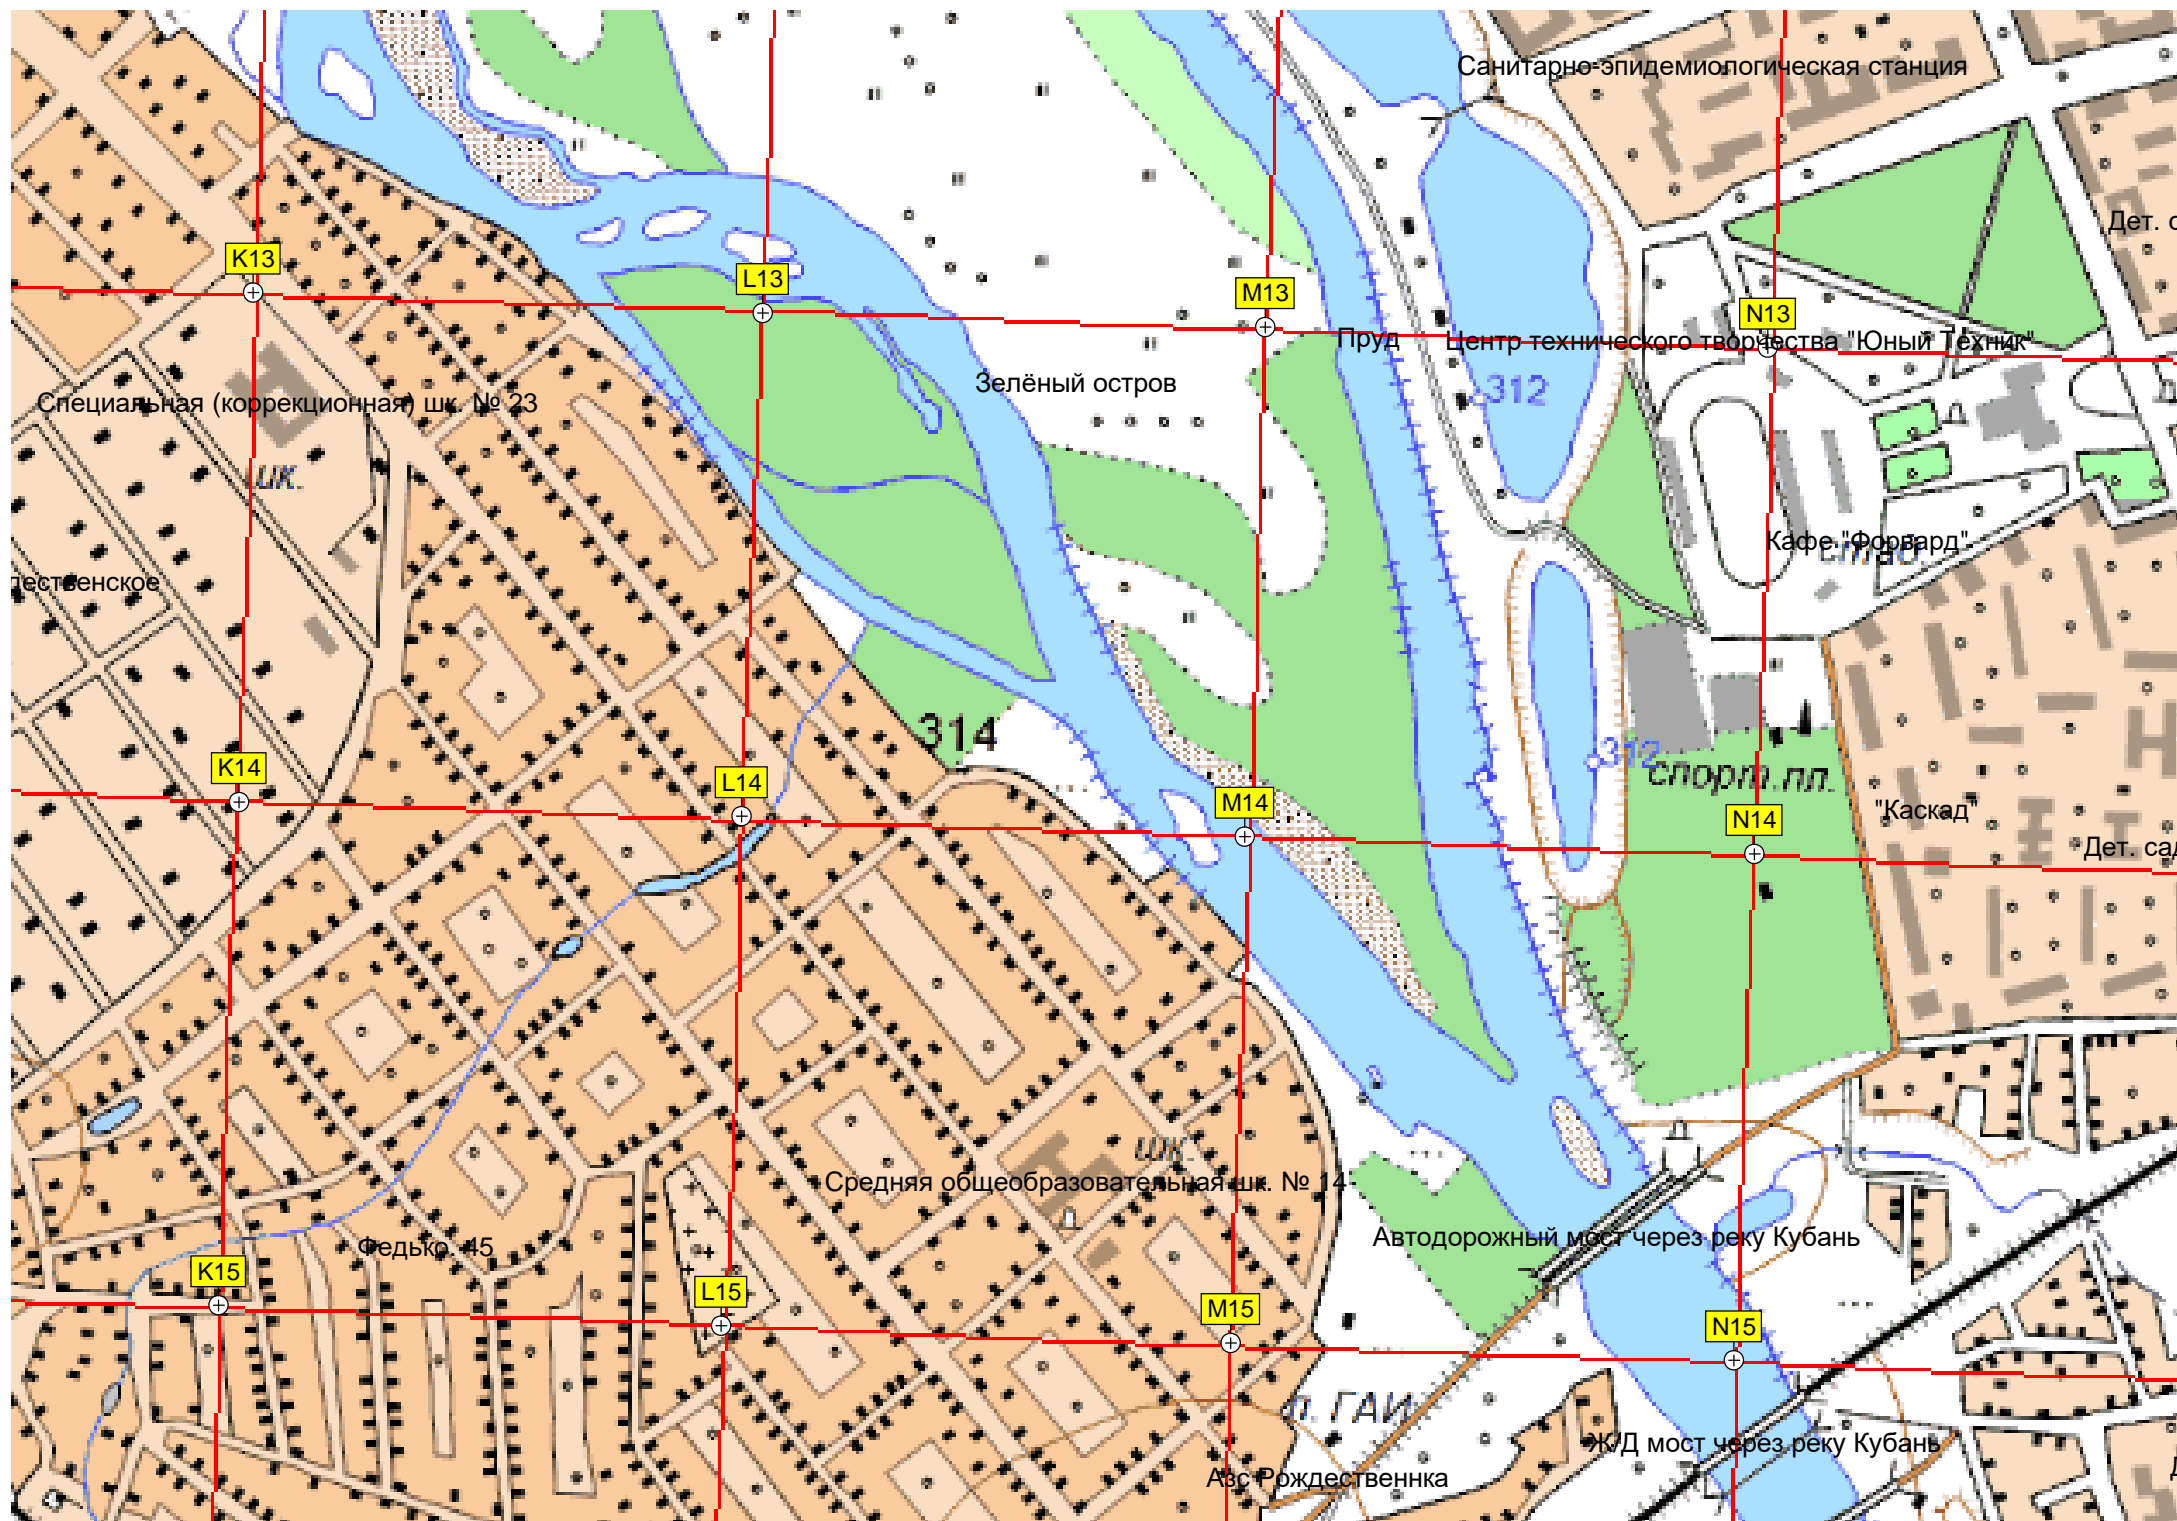 Санитарно-эпидемиологическая станция
Дет. с
K13
L13
M13
N13
Пруд
Центр технического творчества "Юный Техник"
Зелёный остров
312
Специальная (коррекционная) шк. № 23
шк.
Кафе "Форвард"
дественское
314
312
спорт.пл.
K14
L14
M14
N14
"Каскад"
Дет. сад
шк.
Средняя общеобразовательная шк. № 14
Автодорожный мост через реку Кубань
Федько, 45
K15
L15
M15
N15
п. ГАИ
Ж/Д мост через реку Кубань
Азс Рождественнка